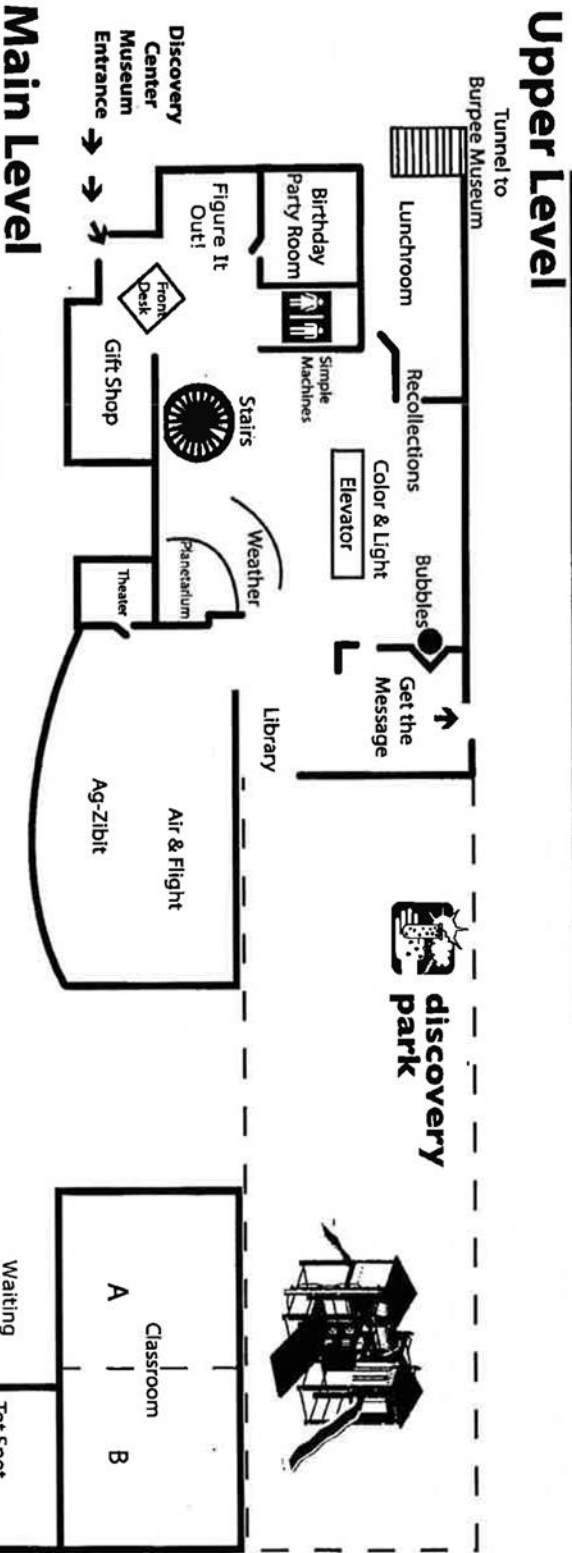 Upper Level
Tunnel to
Burpee Museum
Lunchroom
Recollections
Bubbles
Get the
Message
discovery
park
Color & Light
Elevator
Birthday
Party Room
Simple
Machines
Figure It
Out!
Stairs
Weather
Library
Planetarium
Discovery
Center
Museum
Entrance
Front
Desk
Gift Shop
Theater
Air & Flight
Ag-Zibit
Classroom
A
B
Main Level
Waiting
Tot Spot